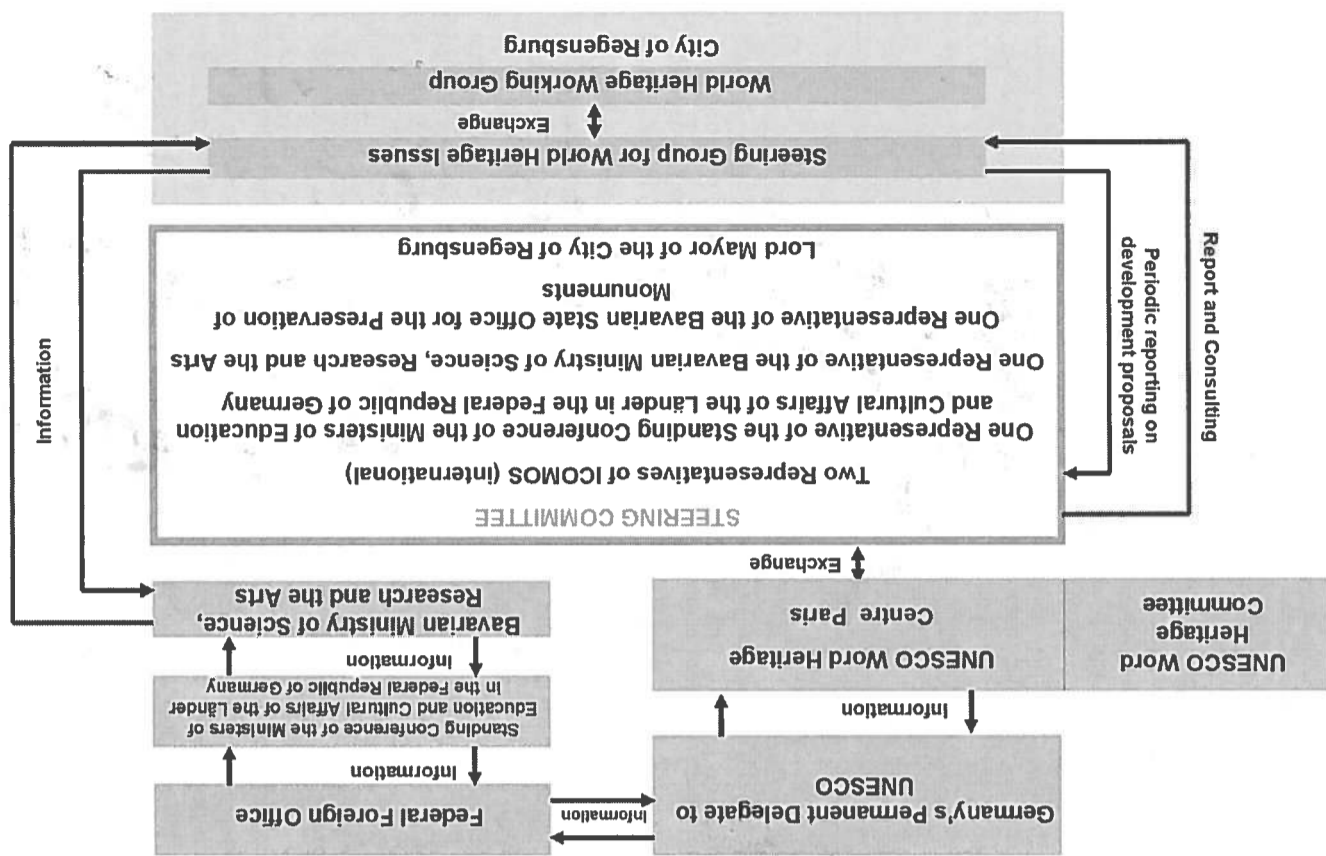 Germany's Permanent Delegate to
UNESCO
Information
Federal Foreign Office
Information
Information
UNESCO Word
Heritage
Committee
UNESCO Word Heritage
Centre Paris
Standing Conference of the Ministers of
Education and Cultural Affairs of the Länder
In the Federal Republic of Germany
Information
Bavarian Ministry of Science,
Research and the Arts
Exchange
STEERING COMMITTEE
Two Representatives of ICOMOS (international)
One Representative of the Standing Conference of the Ministers of Education
and Cultural Affairs of the Länder in the Federal Republic of Germany
One Representative of the Bavarian Ministry of Science, Research and the Arts
One Representative of the Bavarian State Office for the Preservation of
Monuments
Lord Mayor of the City of Regensburg
Report and Consulting
Periodic reporting on
development proposals
Information
Steering Group for World Heritage Issues
Exchange
World Heritage Working Group
City of Regensburg